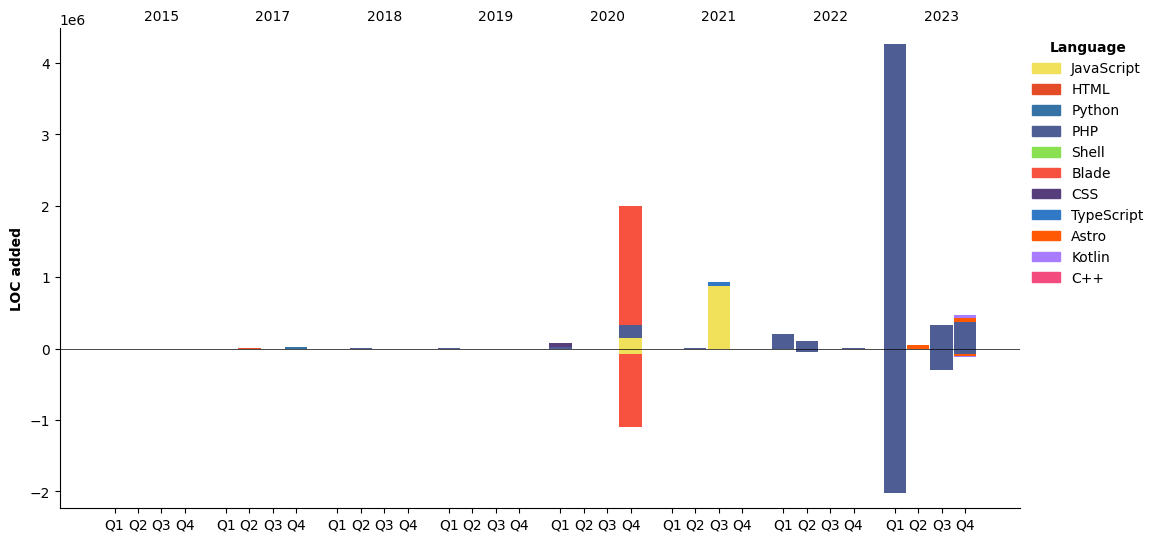 1e6
2015 2017 2018 2019 2020 2021 2022 2023
Language
JavaScript
HTML
Python
PHP
Shell
Blade
CSS
TypeScript
Astro
Kotlin
C++
LOC added
4
3
2
1
0
−1
−2
Q1 Q2 Q3 Q4 Q1 Q2 Q3 Q4 Q1 Q2 Q3 Q4 Q1 Q2 Q3 Q4 Q1 Q2 Q3 Q4 Q1 Q2 Q3 Q4 Q1 Q2 Q3 Q4 Q1 Q2 Q3 Q4